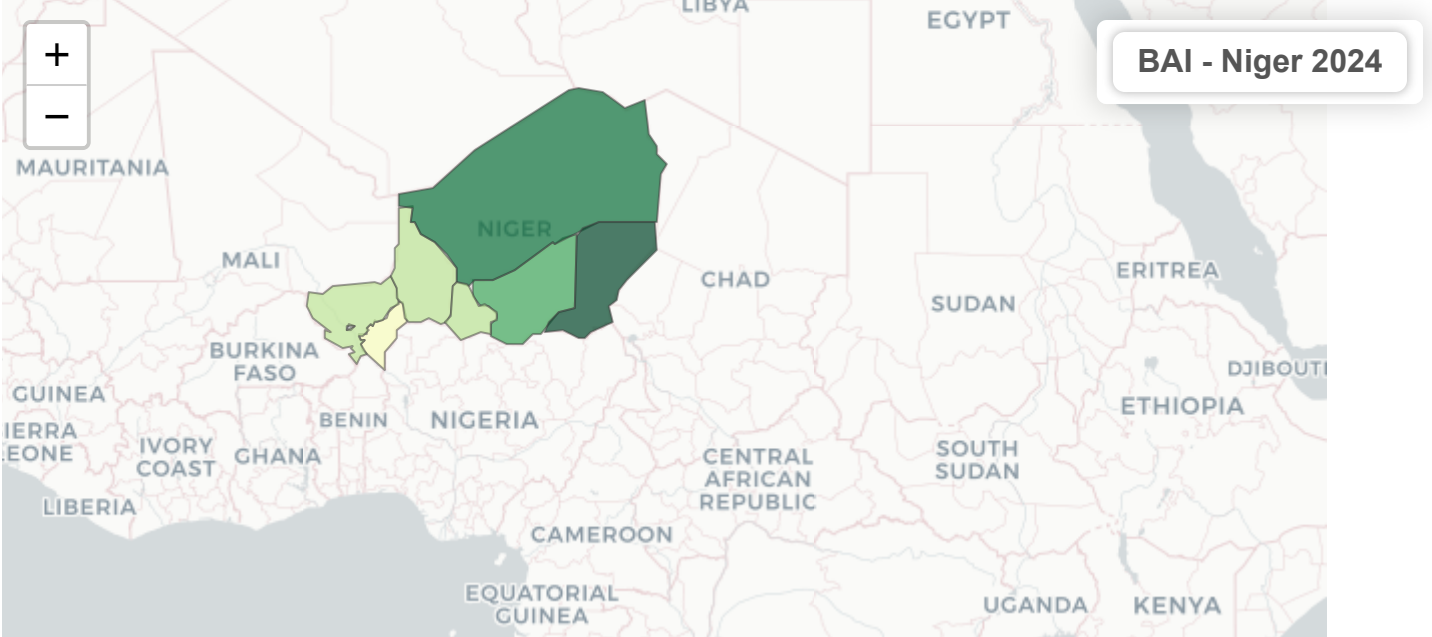 LIBYA
EGYPT
+
−
BAI - Niger 2024
MAURITANIA
NIGER
MALI
CHAD
ERITREA
SUDAN
BURKINA
FASO
DJIBOUTI
GUINEA
BENIN
NIGERIA
ETHIOPIA
IERRA
LEONE
IVORY
COAST
GHANA
CENTRAL
AFRICAN
REPUBLIC
SOUTH
SUDAN
LIBERIA
CAMEROON
EQUATORIAL
GUINEA
UGANDA
KENYA